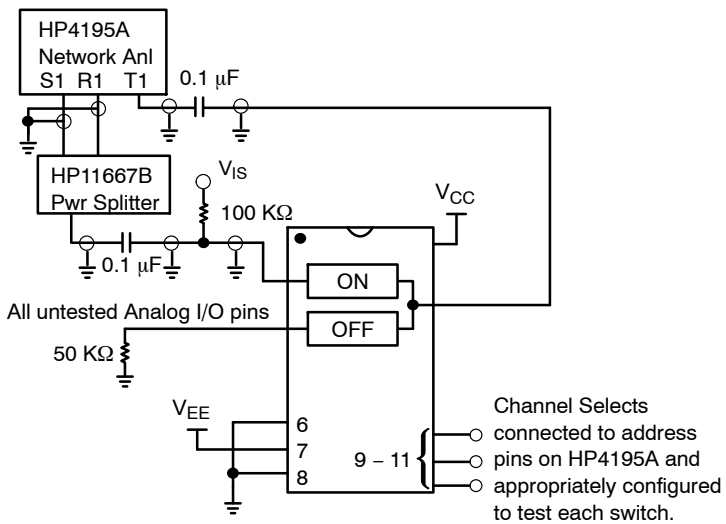 HP4195A
Network Anl
S1 R1 T1
0.1 μF
HP11667B
Pwr Splitter
V_IS
100 KΩ
V_CC
0.1 μF
ON
All untested Analog I/O pins
OFF
50 KΩ
V_EE
6
7
8
9 – 11
Channel Selects
connected to address
pins on HP4195A and
appropriately configured
to test each switch.